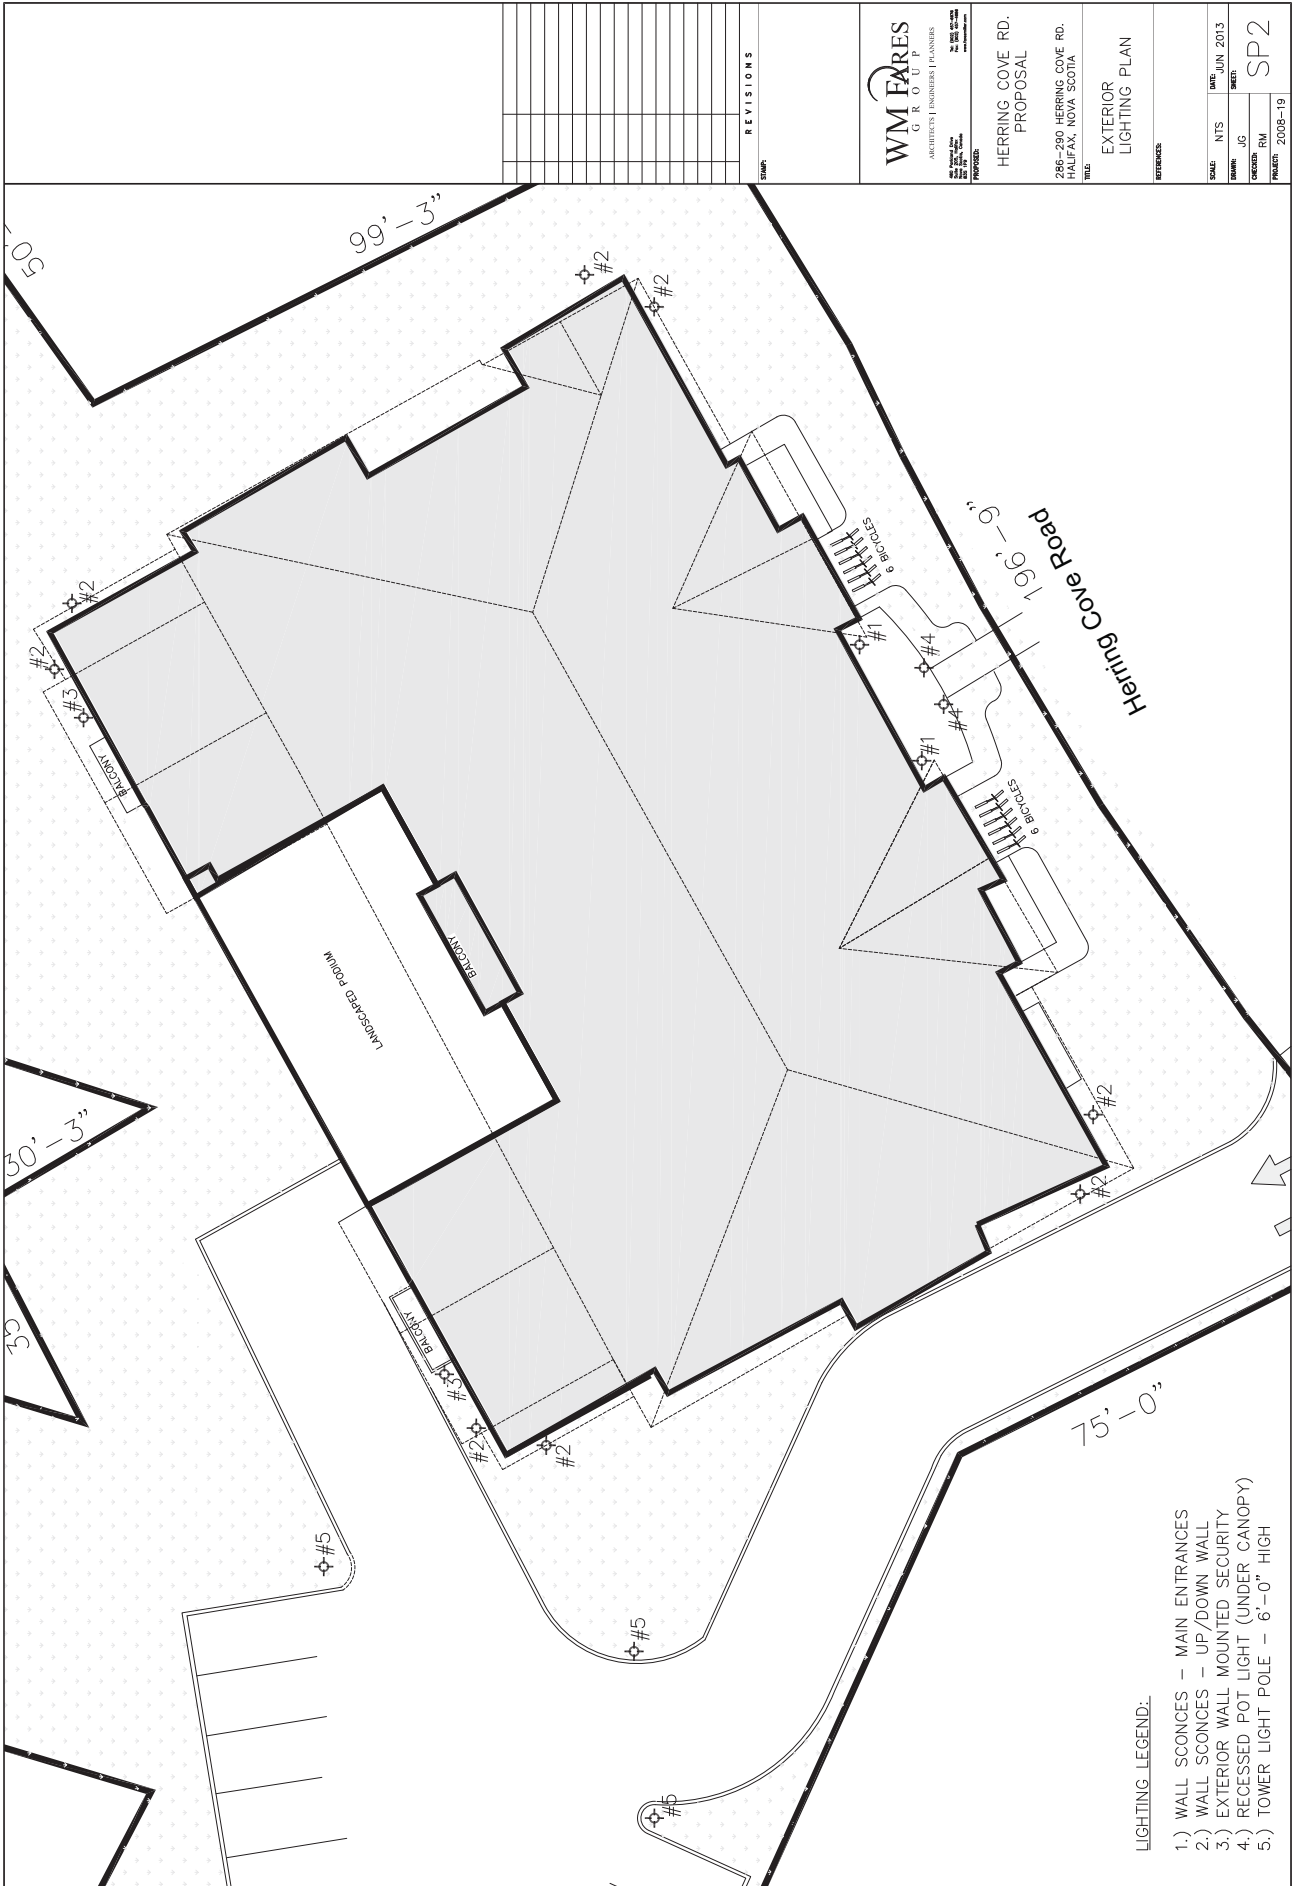 REVISIONS
STAMP:
WM FARES
GROUP
ARCHITECTS | ENGINEERS | PLANNERS
PROPOSED:
HERRING COVE RD.
PROPOSAL
286-290 HERRING COVE RD.
HALIFAX, NOVA SCOTIA
TITLE:
EXTERIOR
LIGHTING PLAN
REFERENCES:
SCALE: NTS
DATE: JUN 2013
DRAWN: JG
SHEET: SP2
CHECKED: RM
PROJECT: 2008-19
50'
99'-3"
#2
#2
#2
#2
#3
BALCONY
6 BICYCLES
196'-9"
Herring Cove Road
#1
#4
#4
#1
6 BICYCLES
LANDSCAPED PODIUM
BALCONY
30'-3"
35
#2
#2
BALCONY
#3
#2
#2
75'-0"
#5
#5
#5
LIGHTING LEGEND:
1.) WALL SCONCES - MAIN ENTRANCES
2.) WALL SCONCES - UP/DOWN WALL
3.) EXTERIOR WALL MOUNTED SECURITY
4.) RECESSED POT LIGHT (UNDER CANOPY)
5.) TOWER LIGHT POLE - 6'-0" HIGH